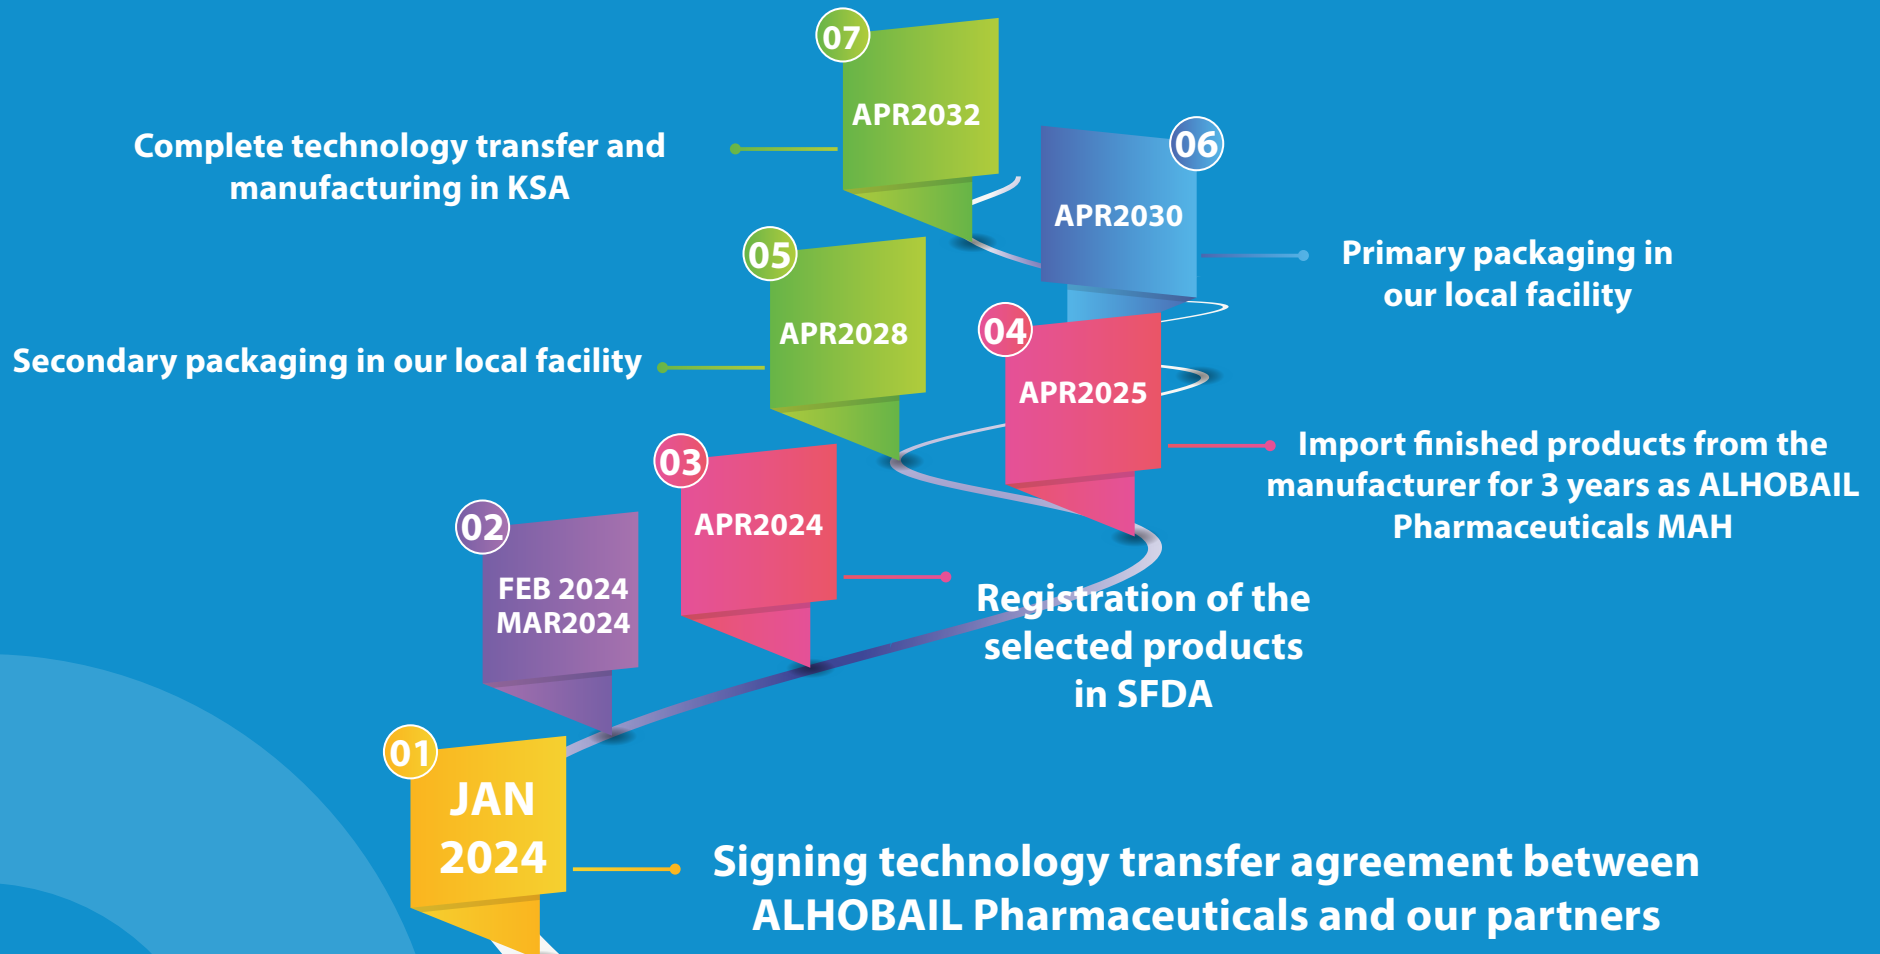 07
APR2032
Complete technology transfer and
manufacturing in KSA
06
APR2030
Primary packaging in
our local facility
05
APR2028
Secondary packaging in our local facility
04
APR2025
Import finished products from the
manufacturer for 3 years as ALHOBAIL
Pharmaceuticals MAH
03
APR2024
Registration of the
selected products
in SFDA
02
FEB 2024
MAR2024
01
JAN
2024
Signing technology transfer agreement between
ALHOBAIL Pharmaceuticals and our partners